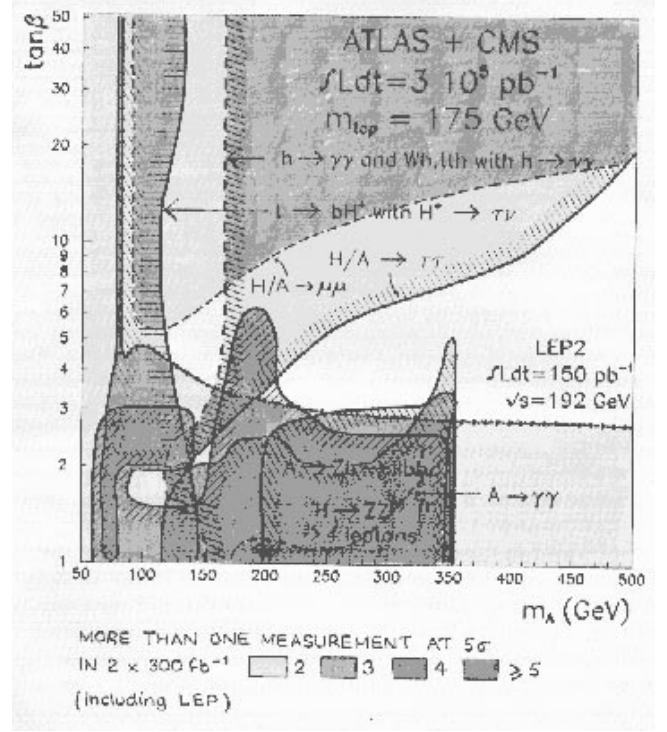 tanβ
50
40
30
20
10
9
8
7
6
5
4
3
2
1
ATLAS + CMS
∫Ldt=3 10⁵ pb⁻¹
m_top = 175 GeV
h→γγ and Wh,tth with h→γγ
t → bH⁺ with H⁺ → τν
H/A → ττ
H/A → μμ
LEP2
∫Ldt=150 pb⁻¹
√s=192 GeV
A → γγ
H → ZZ
→ 4 leptons
50 100 150 200 250 300 350 400 450 500
m_A (GeV)
MORE THAN ONE MEASUREMENT AT 5σ
IN 2 × 300 fb⁻¹ 2 3 4 ≥ 5
(including LEP)